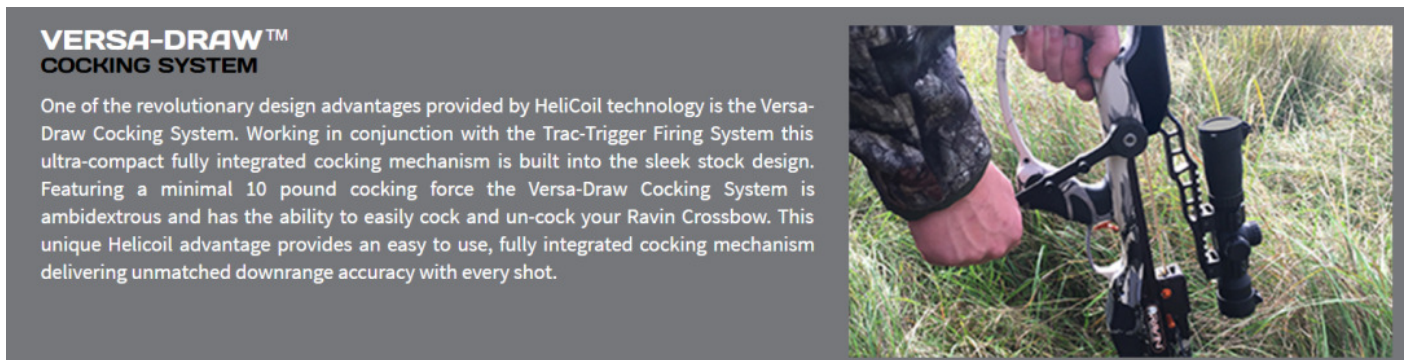 VERSA-DRAW™
COCKING SYSTEM
One of the revolutionary design advantages provided by HeliCoil technology is the Versa-
Draw Cocking System. Working in conjunction with the Trac-Trigger Firing System this
ultra-compact fully integrated cocking mechanism is built into the sleek stock design.
Featuring a minimal 10 pound cocking force the Versa-Draw Cocking System is
ambidextrous and has the ability to easily cock and un-cock your Ravin Crossbow. This
unique Helicoil advantage provides an easy to use, fully integrated cocking mechanism
delivering unmatched downrange accuracy with every shot.
RAVIN